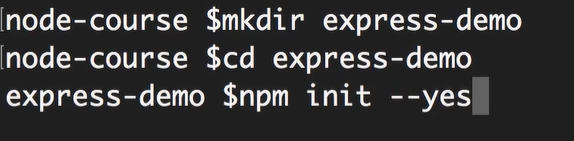 [node-course $mkdir express-demo
[node-course $cd express-demo
express-demo $npm init --yes